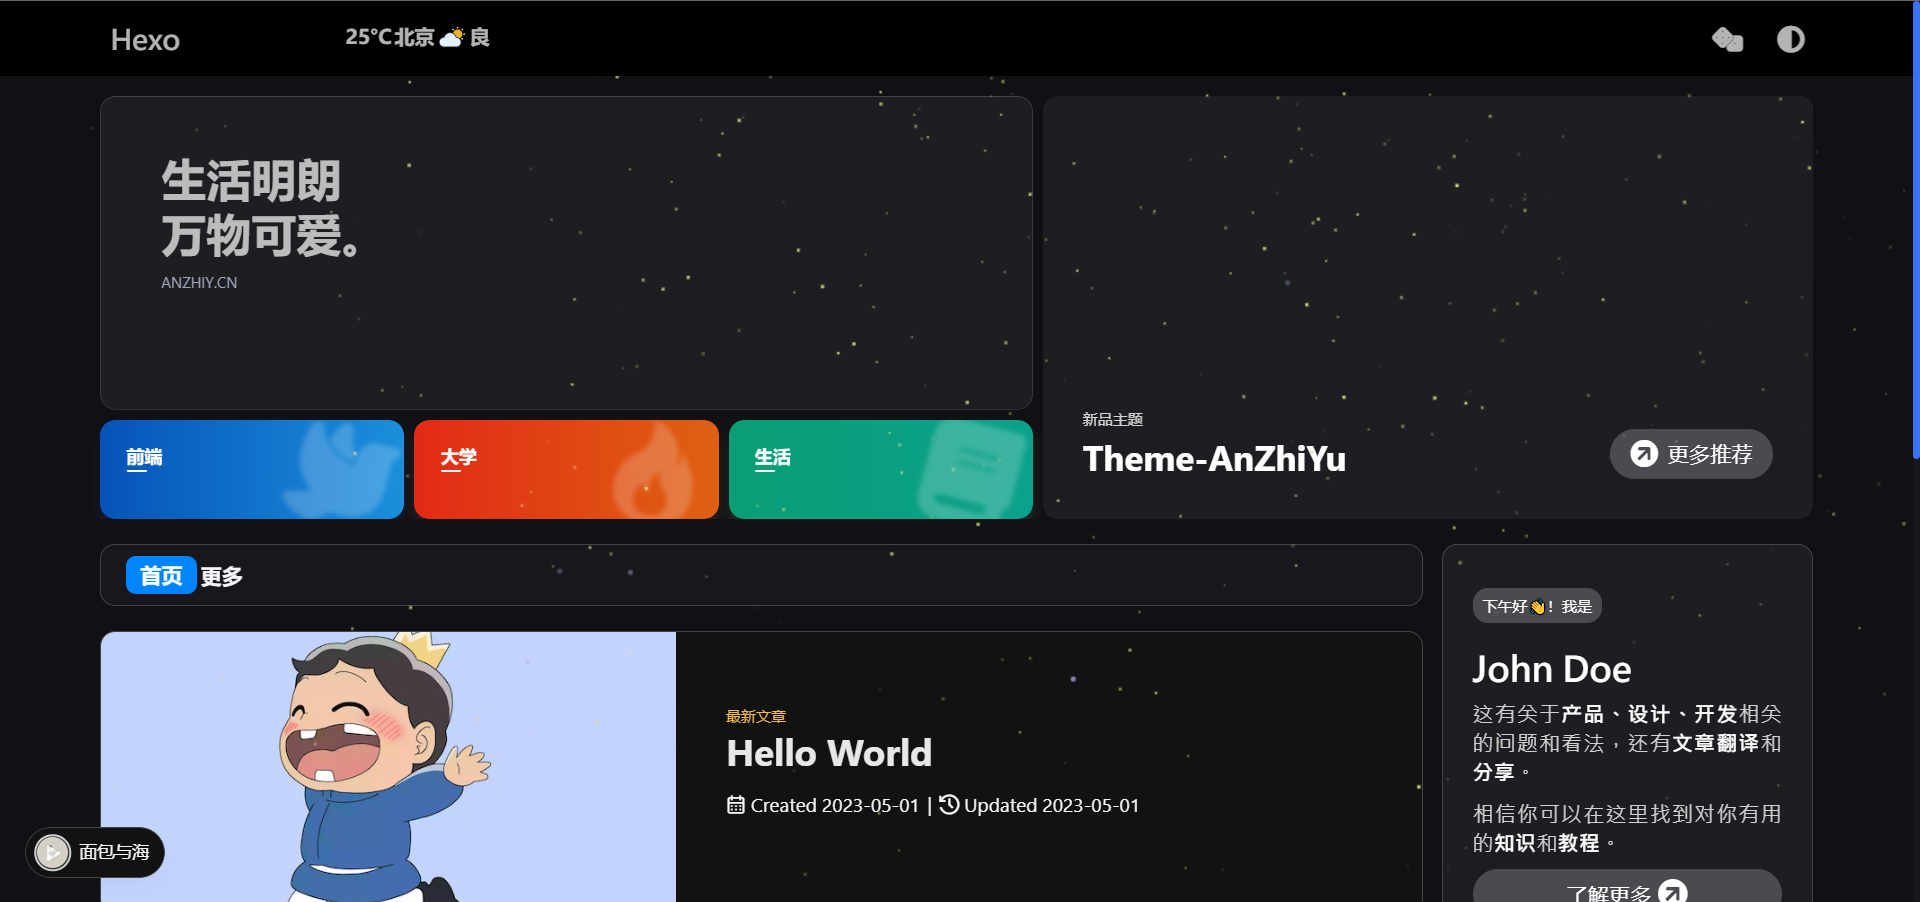 Hexo
25°C北京 良
生活明朗
万物可爱。
ANZHIY.CN
新品主题
Theme-AnZhiYu
更多推荐
前端
大学
生活
首页 更多
最新文章
Hello World
Created 2023-05-01 | Updated 2023-05-01
下午好👋！我是
John Doe
这有关于产品、设计、开发相关
的问题和看法，还有文章翻译和
分享。
相信你可以在这里找到对你有用
的知识和教程。
了解更多
面包与海